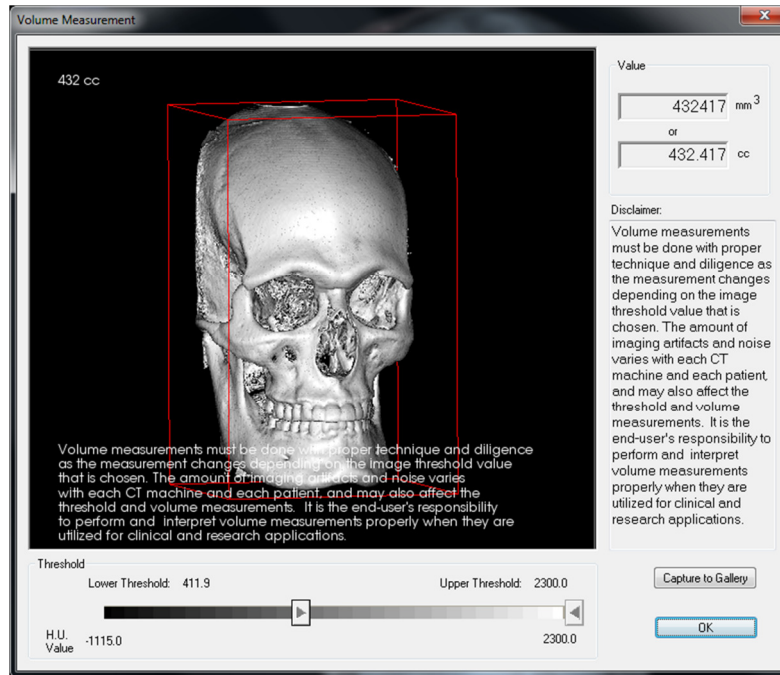 Volume Measurement
432 cc
Volume measurements must be done with proper technique and diligence
as the measurement changes depending on the image threshold value
that is chosen. The amount of imaging artifacts and noise varies
with each CT machine and each patient, and may also affect the
threshold and volume measurements. It is the end-user's responsibility
to perform and interpret volume measurements properly when they are
utilized for clinical and research applications.
Value
432417 mm3
or
432.417 cc
Disclaimer:
Volume measurements
must be done with proper
technique and diligence as
the measurement changes
depending on the image
threshold value that is
chosen. The amount of
imaging artifacts and noise
varies with each CT
machine and each patient,
and may also affect the
threshold and volume
measurements. It is the
end-user's responsibility to
perform and interpret
volume measurements
properly when they are
utilized for clinical and
research applications.
Threshold
Lower Threshold: 411.9 Upper Threshold: 2300.0
H.U.
Value -1115.0 2300.0
Capture to Gallery
OK